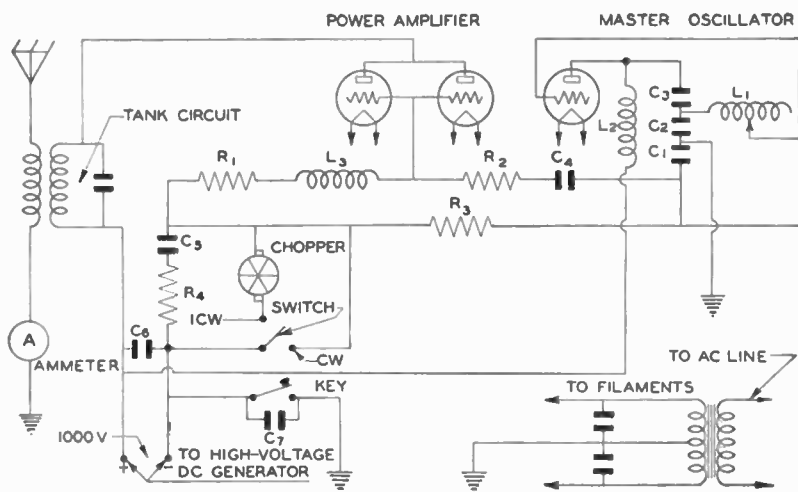 POWER AMPLIFIER
MASTER OSCILLATOR
TANK CIRCUIT
C3
L1
L2
C2
C1
R1
L3
R2
C4
R3
C5
CHOPPER
R4
ICW
SWITCH
C6
CW
A
AMMETER
KEY
C7
1000 V
+ -
TO HIGH-VOLTAGE
DC GENERATOR
TO AC LINE
TO FILAMENTS